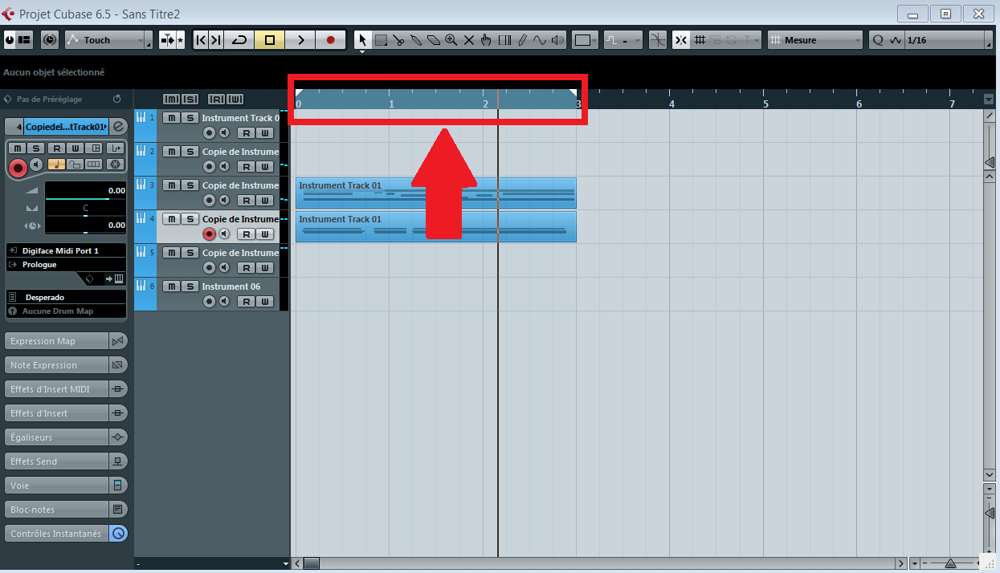 Projet Cubase 6.5 - Sans Titre2
Touch
Mesure
Q 1/16
Aucun objet sélectionné
Pas de Préréglage
[M] [S] [R] [W]
0 1 2 3 4 5 6 7
4 CopiedeI...tTrack01
M S R W
0.00
C
0.00
Digiface Midi Port 1
Prologue
Desperado
Aucune Drum Map
Expression Map
Note Expression
Effets d'Insert MIDI
Effets d'Insert
Égaliseurs
Effets Send
Voie
Bloc-notes
Contrôles Instantanés
1 M S Instrument Track 0
R W
2 M S Copie de Instrume
R W
3 M S Copie de Instrume
R W
4 M S Copie de Instrume
R W
5 M S Copie de Instrume
R W
6 M S Instrument 06
R W
Instrument Track 01
Instrument Track 01